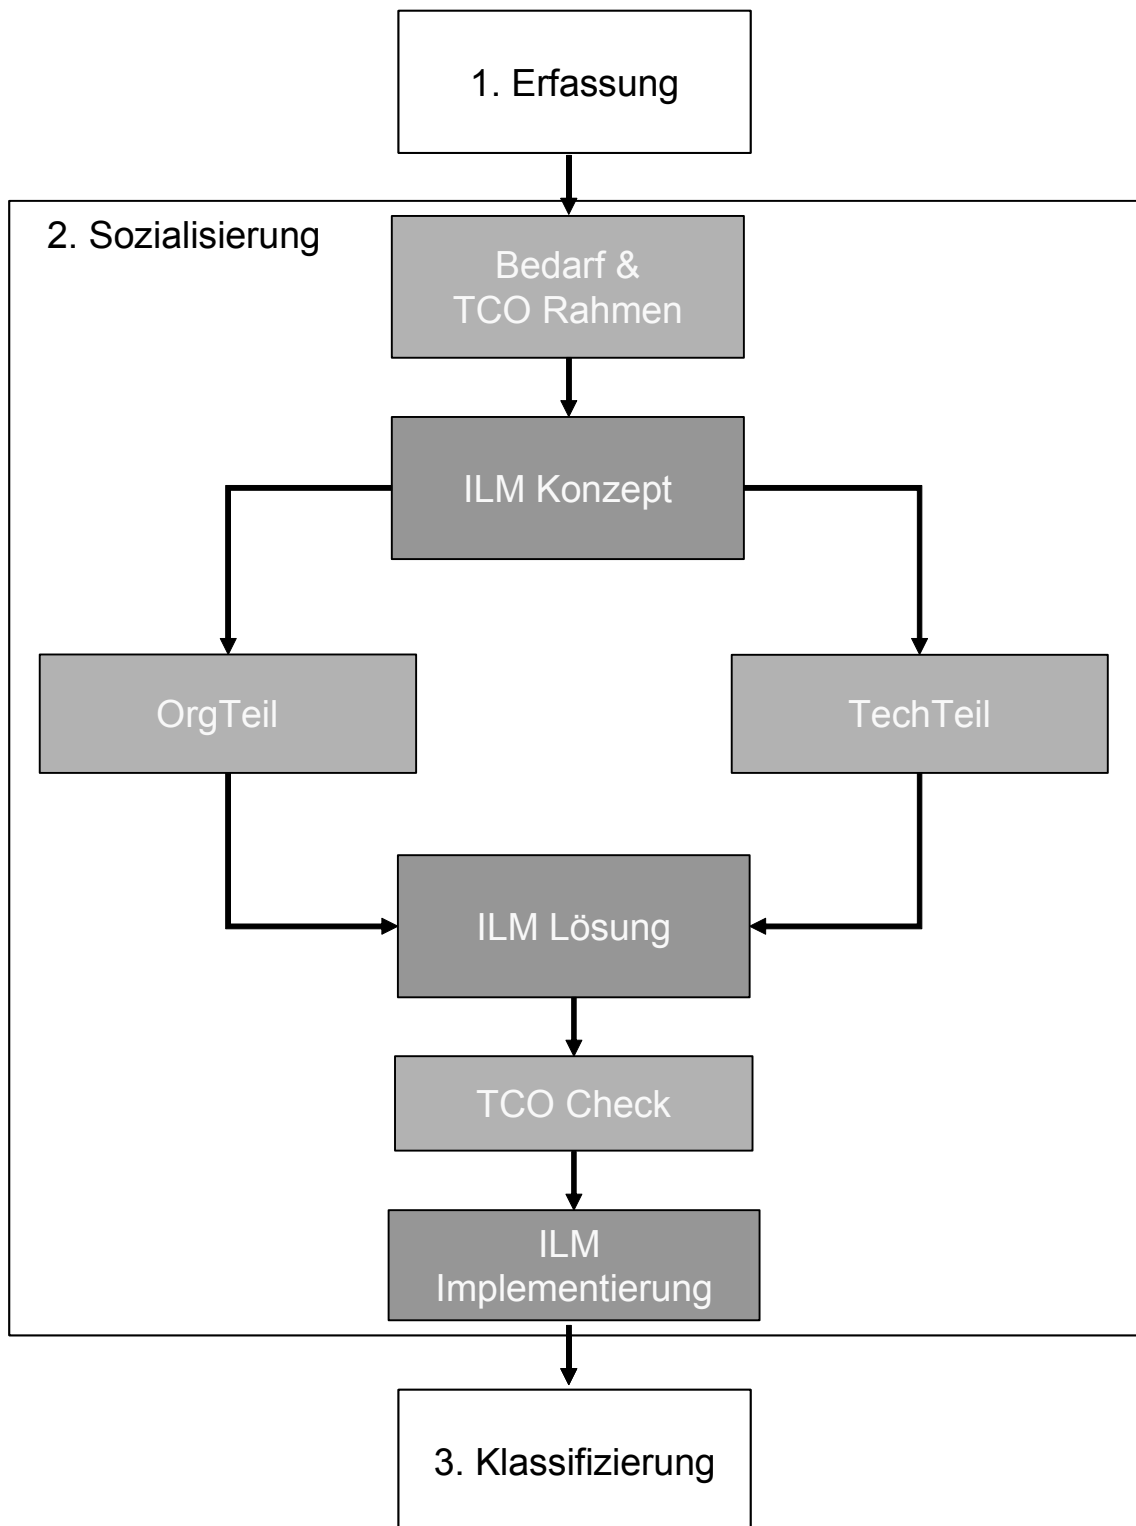 1. Erfassung
2. Sozialisierung
Bedarf &
TCO Rahmen
ILM Konzept
OrgTeil
TechTeil
ILM Lösung
TCO Check
ILM
Implementierung
3. Klassifizierung